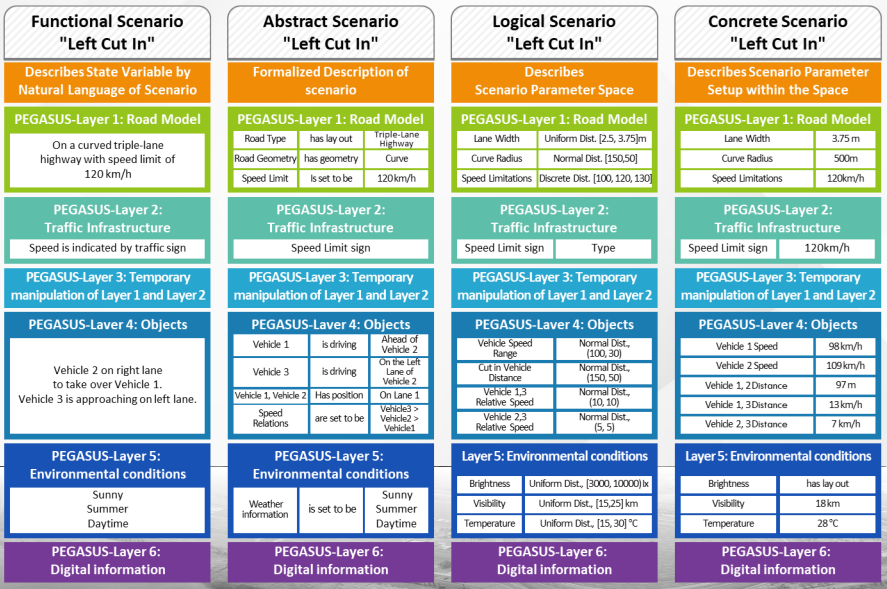 Functional Scenario
"Left Cut In"
Describes State Variable by
Natural Language of Scenario
PEGASUS-Layer 1: Road Model
On a curved triple-lane
highway with speed limit of
120 km/h
PEGASUS-Layer 2:
Traffic Infrastructure
Speed is indicated by traffic sign
PEGASUS-Layer 3: Temporary
manipulation of Layer 1 and Layer 2
PEGASUS-Laver 4: Objects
Vehicle 2 on right lane
to take over Vehicle 1.
Vehicle 3 is approaching on left lane.
PEGASUS-Layer 5:
Environmental conditions
Sunny
Summer
Daytime
PEGASUS-Layer 6:
Digital information
Abstract Scenario
"Left Cut In"
Formalized Description of
scenario
PEGASUS-Layer 1: Road Model
Road Type has lay out Triple-Lane
Highway
Road Geometry has geometry Curve
Speed Limit Is set to be 120km/h
PEGASUS-Layer 2:
Traffic Infrastructure
Speed Limit sign
PEGASUS-Layer 3: Temporary
manipulation of Layer 1 and Layer 2
PEGASUS-Laver 4: Objects
Vehicle 1 is driving Ahead of
Vehicle 2
Vehicle 3 is driving On the Left
Lane of
Vehicle 2
Vehicle 1, Vehicle 2 Has position On Lane 1
Speed
Relations are set to be Vehicle3 >
Vehicle2 >
Vehicle1
PEGASUS-Layer 5:
Environmental conditions
Weather
information is set to be Sunny
Summer
Daytime
PEGASUS-Layer 6:
Digital information
Logical Scenario
"Left Cut In"
Describes
Scenario Parameter Space
PEGASUS-Layer 1: Road Model
Lane Width Uniform Dist. [2.5, 3.75]m
Curve Radius Normal Dist. [150,50]
Speed Limitations Discrete Dist. [100, 120, 130]
PEGASUS-Layer 2:
Traffic Infrastructure
Speed Limit sign Type
PEGASUS-Layer 3: Temporary
manipulation of Layer 1 and Layer 2
PEGASUS-Laver 4: Objects
Vehicle Speed
Range Normal Dist.,
(100, 30)
Cut in Vehicle
Distance Normal Dist.,
(150, 50)
Vehicle 1,3
Relative Speed Normal Dist.,
(10, 10)
Vehicle 2,3
Relative Speed Normal Dist.,
(5, 5)
Layer 5: Environmental conditions
Brightness Uniform Dist., [3000, 10000) lx
Visibility Uniform Dist., [15,25] km
Temperature Uniform Dist., [15, 30] °C
PEGASUS-Layer 6:
Digital information
Concrete Scenario
"Left Cut In"
Describes Scenario Parameter
Setup within the Space
PEGASUS-Layer 1: Road Model
Lane Width 3.75 m
Curve Radius 500m
Speed Limitations 120km/h
PEGASUS-Layer 2:
Traffic Infrastructure
Speed Limit sign 120km/h
PEGASUS-Layer 3: Temporary
manipulation of Layer 1 and Layer 2
PEGASUS-Laver 4: Objects
Vehicle 1 Speed 98km/h
Vehicle 2 Speed 109km/h
Vehicle 1, 2 Distance 97m
Vehicle 1, 3 Distance 13km/h
Vehicle 2, 3 Distance 7km/h
Layer 5: Environmental conditions
Brightness has lay out
Visibility 18km
Temperature 28°C
PEGASUS-Layer 6:
Digital information